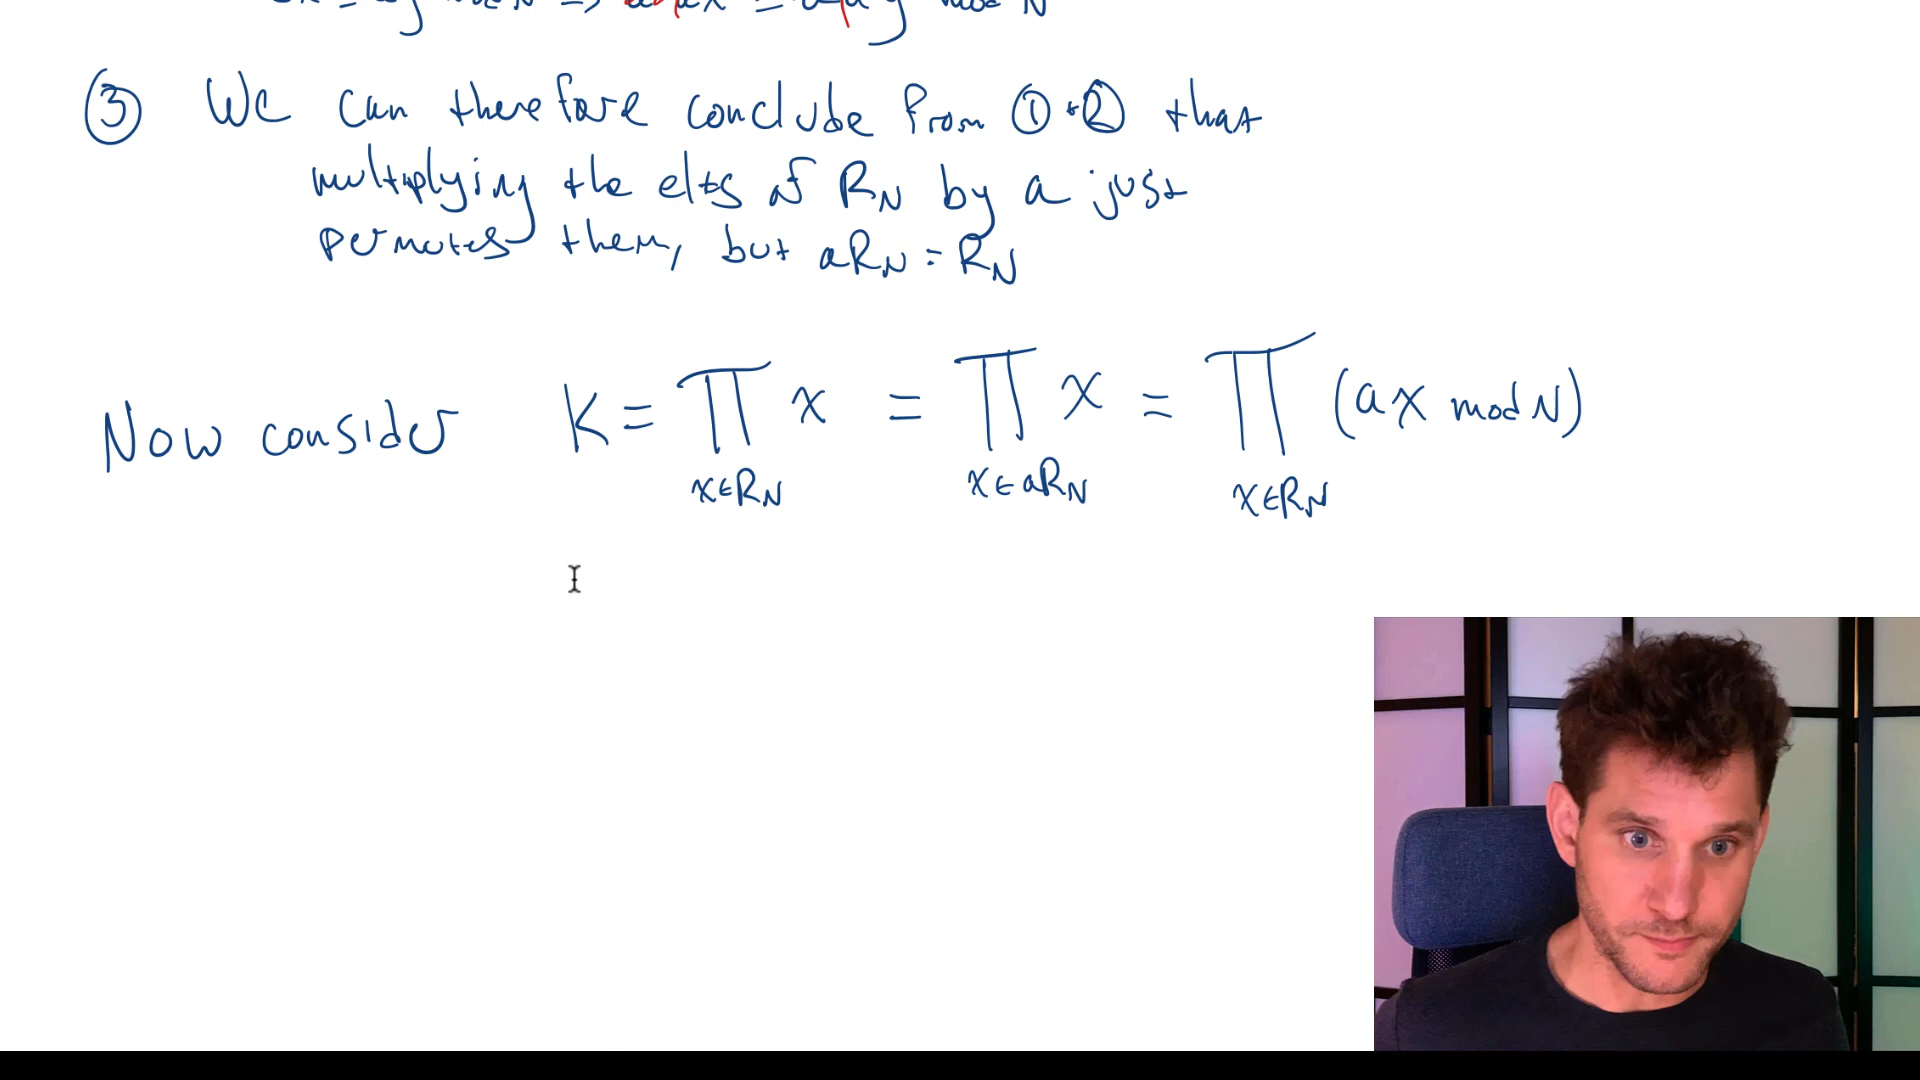 ③ We can therefore conclude from ① + ② that
multiplying the elts of R_N by a just
permutes them, but aR_N = R_N
Now consider K = ∏_{x∈R_N} x = ∏_{x∈aR_N} x = ∏_{x∈R_N} (ax mod N)